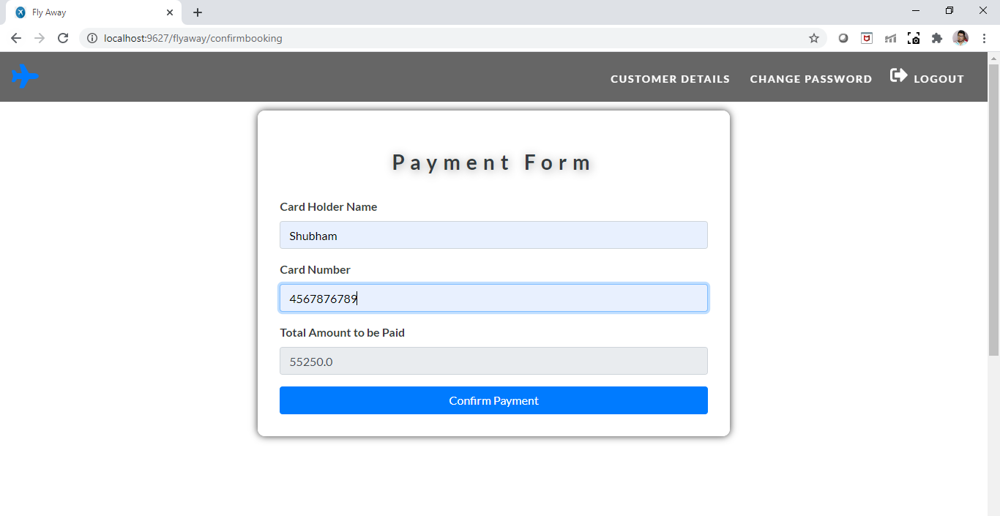 Fly Away
localhost:9627/flyaway/confirmbooking
CUSTOMER DETAILS CHANGE PASSWORD LOGOUT
Payment Form
Card Holder Name
Shubham
Card Number
4567876789
Total Amount to be Paid
55250.0
Confirm Payment